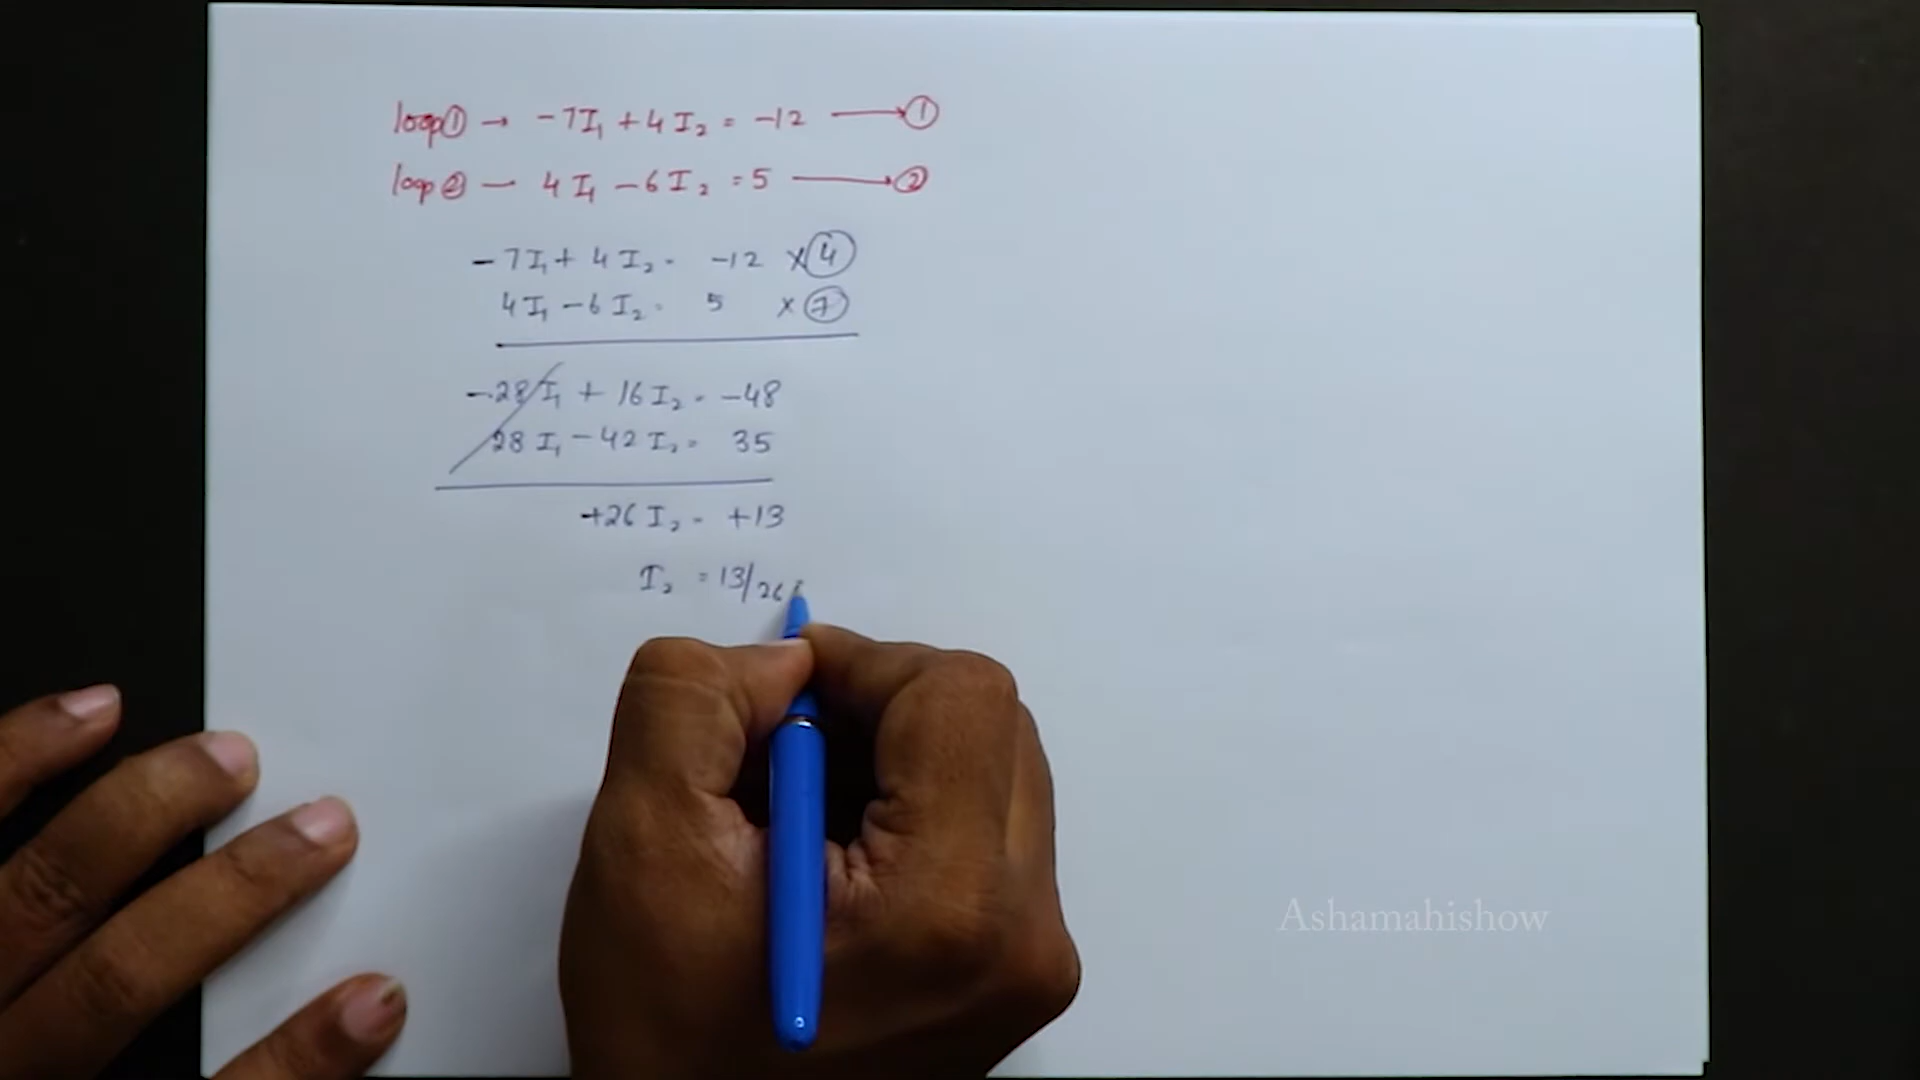 loop① → -7I₁ + 4I₂ = -12 ⟶ ①
loop② — 4I₁ - 6I₂ = 5 ⟶ ②
-7I₁ + 4I₂ = -12 × ④
4I₁ - 6I₂ = 5 × ⑦
-28I₁ + 16I₂ = -48
28I₁ - 42I₂ = 35
+26I₂ = +13
I₂ = 13/26
Ashamahishow